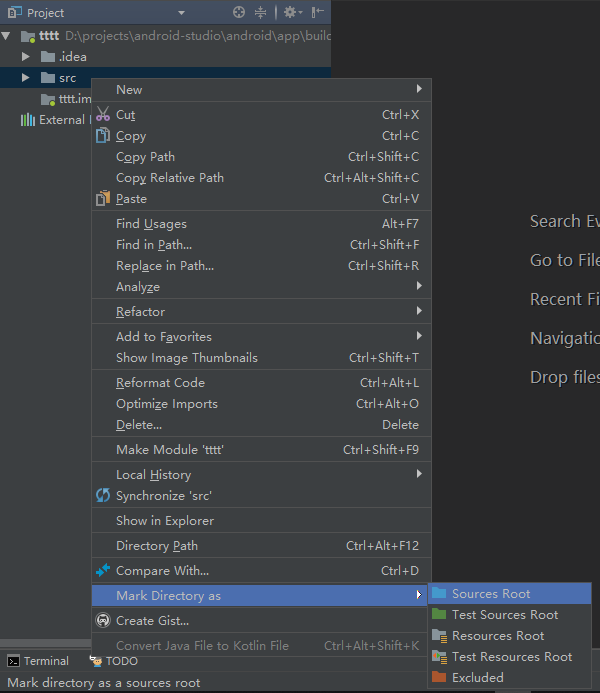 Project
tttt D:\projects\android-studio\android\app\build
.idea
src
tttt.im
External
New
Cut Ctrl+X
Copy Ctrl+C
Copy Path Ctrl+Shift+C
Copy Relative Path Ctrl+Alt+Shift+C
Paste Ctrl+V
Find Usages Alt+F7
Find in Path... Ctrl+Shift+F
Replace in Path... Ctrl+Shift+R
Analyze
Refactor
Add to Favorites
Show Image Thumbnails Ctrl+Shift+T
Reformat Code Ctrl+Alt+L
Optimize Imports Ctrl+Alt+O
Delete... Delete
Make Module 'tttt' Ctrl+Shift+F9
Local History
Synchronize 'src'
Show in Explorer
Directory Path Ctrl+Alt+F12
Compare With... Ctrl+D
Mark Directory as
Create Gist...
Convert Java File to Kotlin File Ctrl+Alt+Shift+K
Sources Root
Test Sources Root
Resources Root
Test Resources Root
Excluded
Search Ev
Go to File
Recent Fi
Navigatio
Drop files
Terminal TODO
Mark directory as a sources root